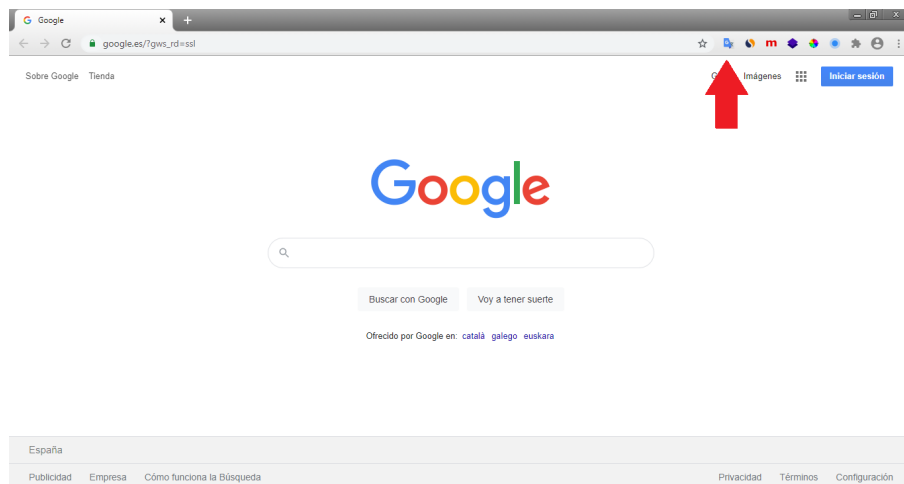 Google
google.es/?gws_rd=ssl
Sobre Google Tienda Imágenes Iniciar sesión
Google
Buscar con Google Voy a tener suerte
Ofrecido por Google en: català galego euskara
España
Publicidad Empresa Cómo funciona la Búsqueda Privacidad Términos Configuración